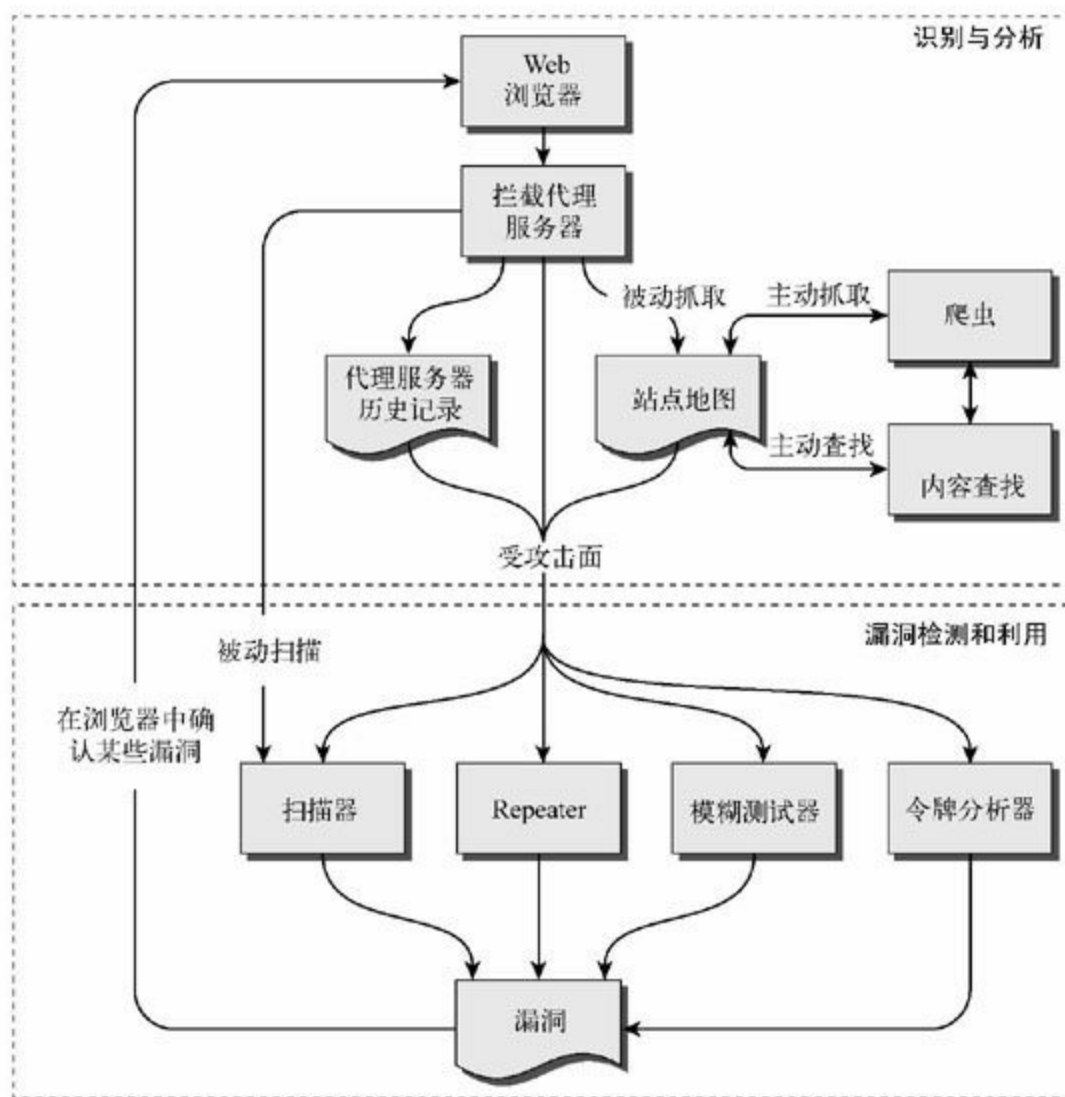 识别与分析
Web
浏览器
拦截代理
服务器
被动抓取
主动抓取
爬虫
代理服务器
历史记录
站点地图
主动查找
内容查找
受攻击面
漏洞检测和利用
被动扫描
在浏览器中确
认某些漏洞
扫描器
Repeater
模糊测试器
令牌分析器
漏洞